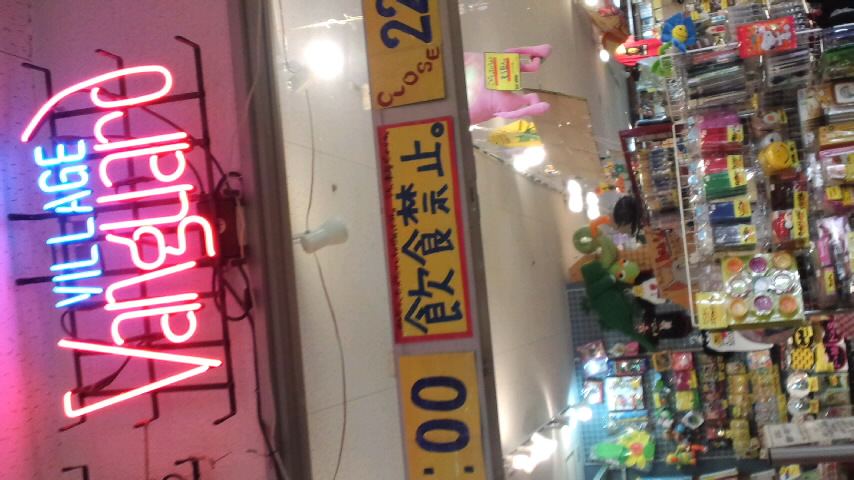 VILLAGE
Vanguard
22
CLOSE
飲食禁止。
:00